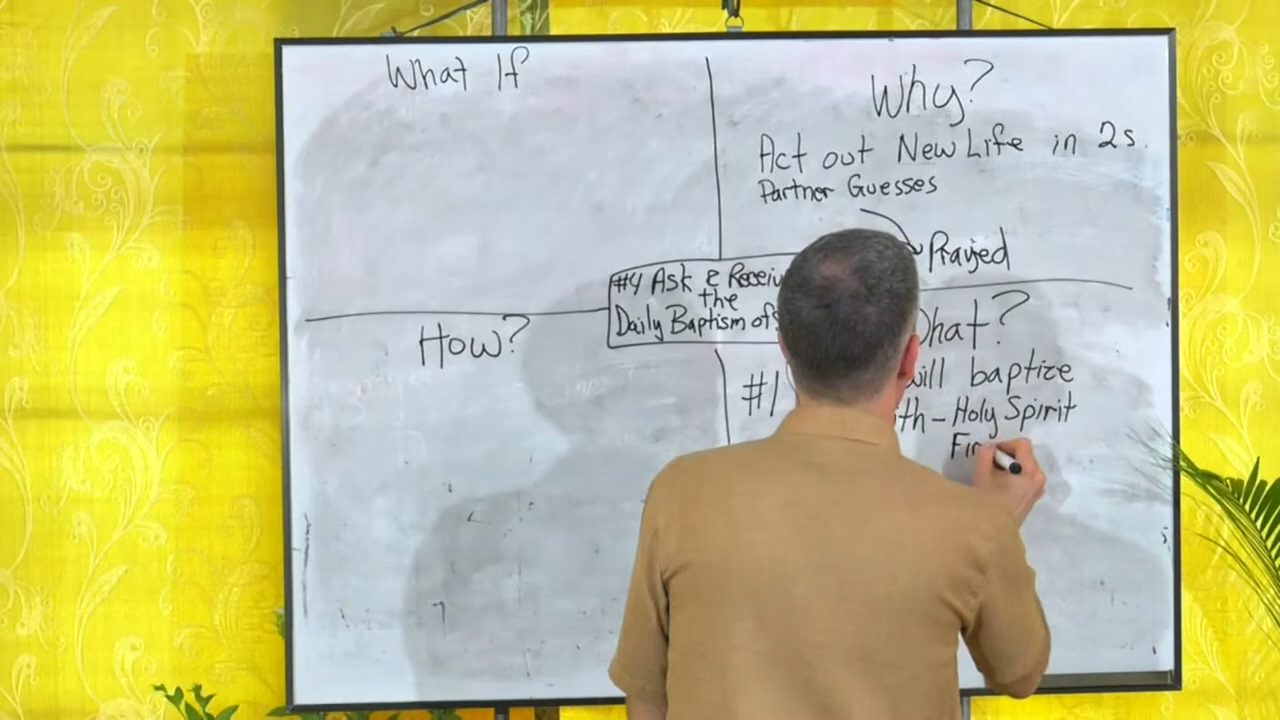 What If
Why?
Act out New Life in 2s.
Partner Guesses
Prayed
#4 Ask & Receiv
the
Daily Baptism of
How?
hat?
#1 will baptize
th - Holy Spirit
Fir